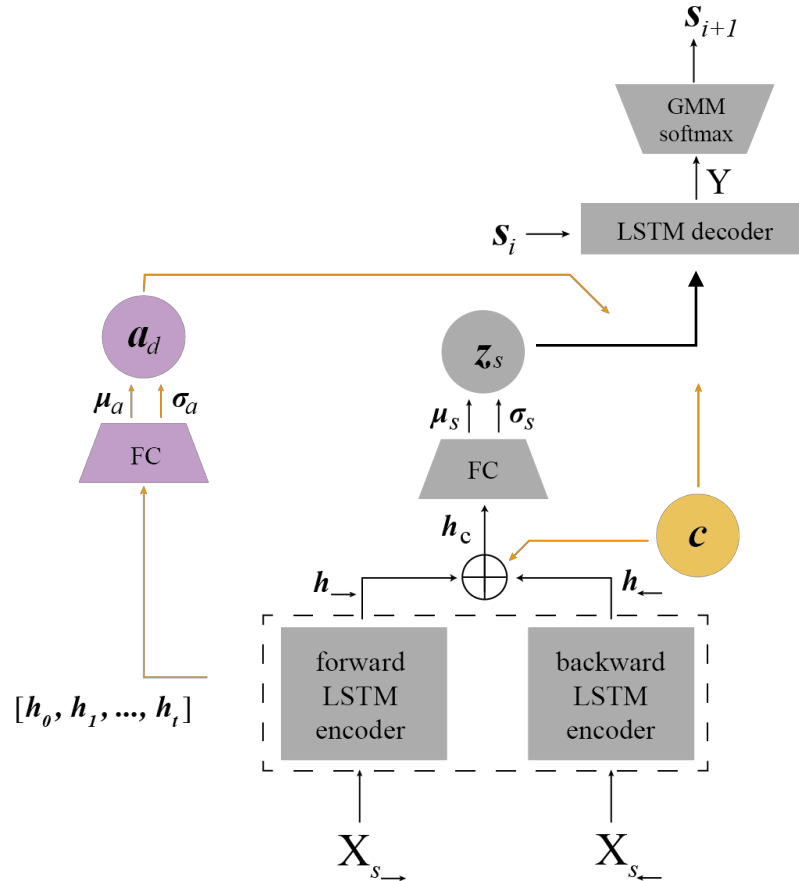 s_{i+1}
GMM
softmax
Y
s_i
LSTM decoder
a_d
z_s
μ_a σ_a
μ_s σ_s
FC
FC
h_c
c
h→
h←
forward
LSTM
encoder
backward
LSTM
encoder
[h_0, h_1, ..., h_t]
X_s→
X_s←